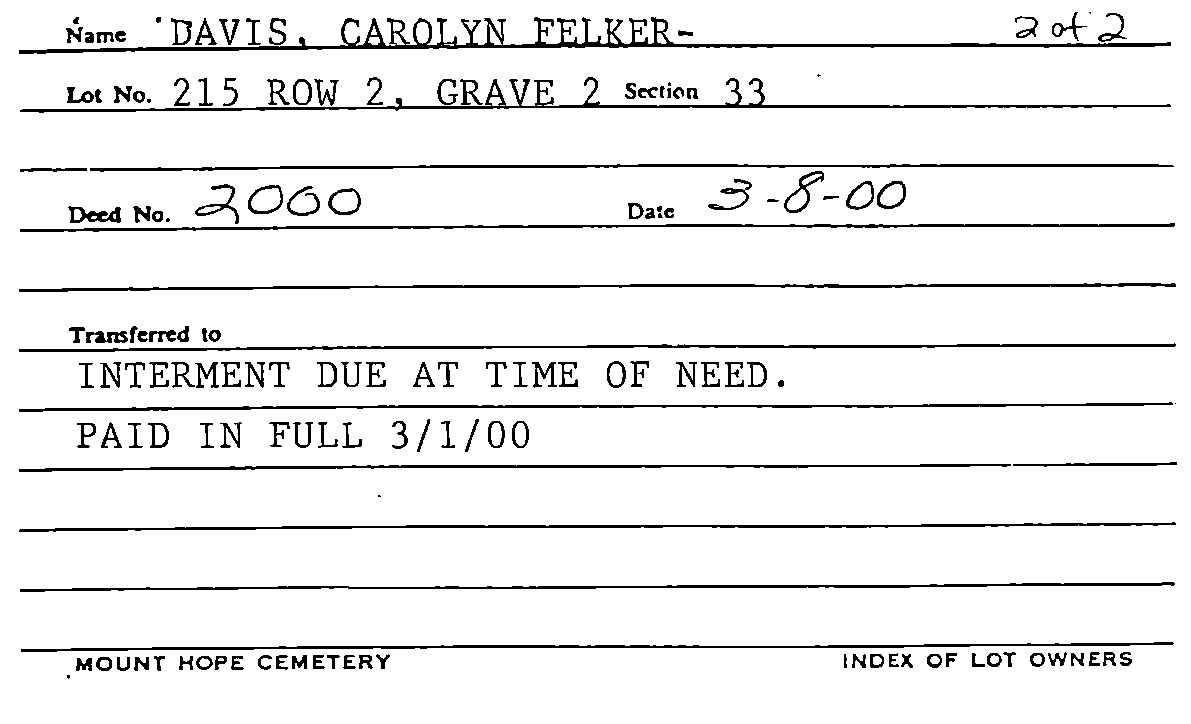 Name DAVIS, CAROLYN FELKER- 2 of 2
Lot No. 215 ROW 2, GRAVE 2 Section 33
Deed No. 2000 Date 3-8-00
Transferred to
INTERMENT DUE AT TIME OF NEED.
PAID IN FULL 3/1/00
MOUNT HOPE CEMETERY INDEX OF LOT OWNERS